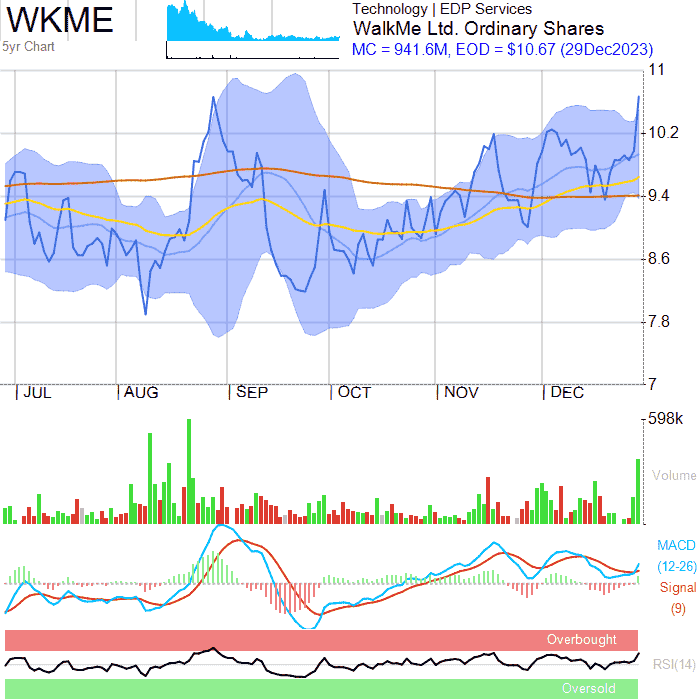 WKME
5yr Chart
Technology | EDP Services
WalkMe Ltd. Ordinary Shares
MC = 941.6M, EOD = $10.67 (29Dec2023)
11
10.2
9.4
8.6
7.8
7
JUL AUG SEP OCT NOV DEC
598k
Volume
MACD
(12-26)
Signal
(9)
Overbought
RSI(14)
Oversold